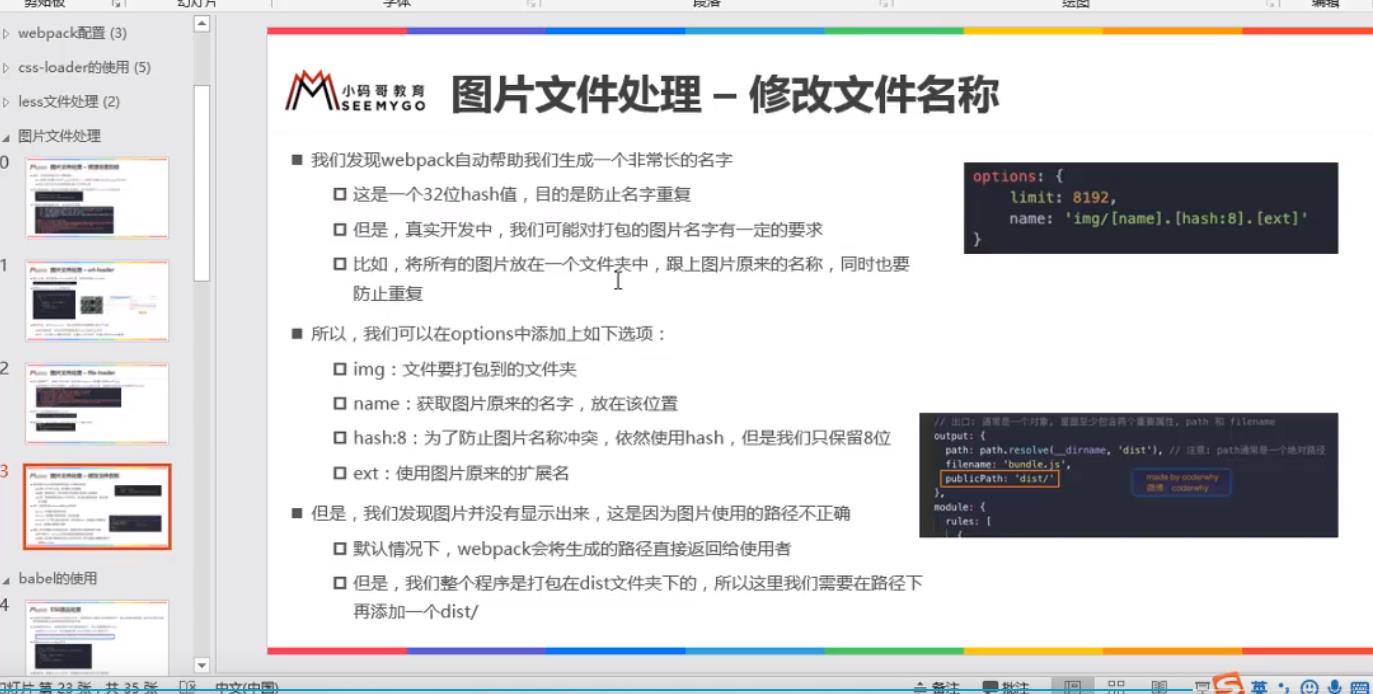 剪贴板
幻灯片
字体
段落
绘图
编辑
webpack配置 (3)
css-loader的使用 (5)
less文件处理 (2)
图片文件处理
0
1
2
3
babel的使用
4
小码哥教育
SEEMYGO
图片文件处理 – 修改文件名称
我们发现webpack自动帮助我们生成一个非常长的名字
这是一个32位hash值，目的是防止名字重复
但是，真实开发中，我们可能对打包的图片名字有一定的要求
比如，将所有的图片放在一个文件夹中，跟上图片原来的名称，同时也要
防止重复
所以，我们可以在options中添加上如下选项：
img：文件要打包到的文件夹
name：获取图片原来的名字，放在该位置
hash:8：为了防止图片名称冲突，依然使用hash，但是我们只保留8位
ext：使用图片原来的扩展名
但是，我们发现图片并没有显示出来，这是因为图片使用的路径不正确
默认情况下，webpack会将生成的路径直接返回给使用者
但是，我们整个程序是打包在dist文件夹下的，所以这里我们需要在路径下
再添加一个dist/
options: {
limit: 8192,
name: 'img/[name].[hash:8].[ext]'
}
// 出口: 通常是一个对象, 里面至少包含两个重要属性, path 和 filename
output: {
path: path.resolve(__dirname, 'dist'), // 注意: path通常是一个绝对路径
filename: 'bundle.js',
publicPath: 'dist/'
},
made by coderwhy
微博: coderwhy
module: {
rules: [
{
幻灯片 第 23 张，共 35 张
中文(中国)
备注
批注
英